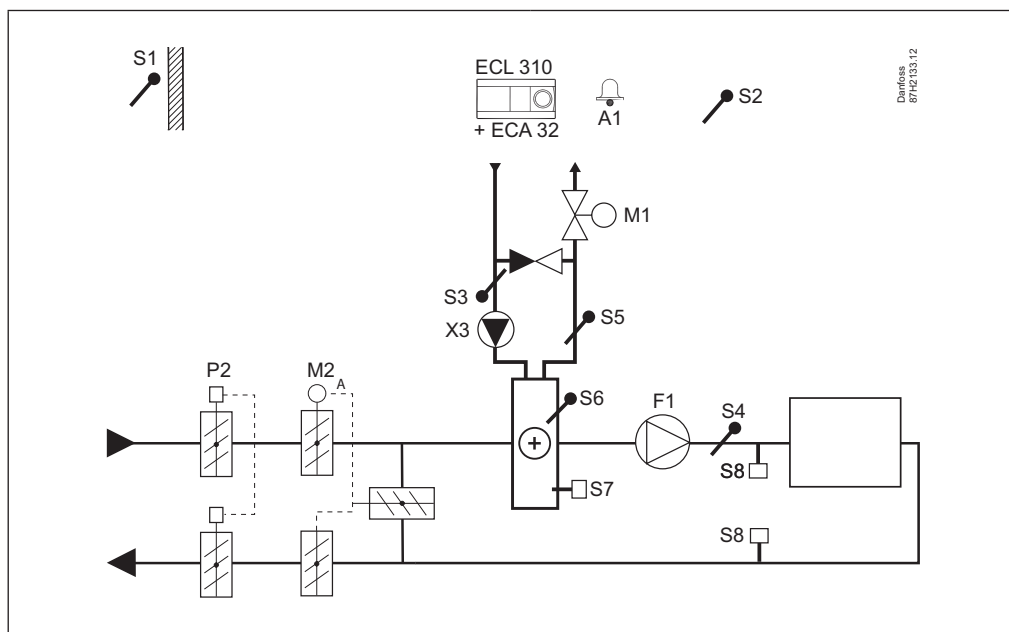 S1
ECL 310
+ ECA 32
A1
S2
Danfoss
87H2133.12
M1
S3
X3
S5
P2
M2
A
S6
F1
S4
S8
S7
S8
+